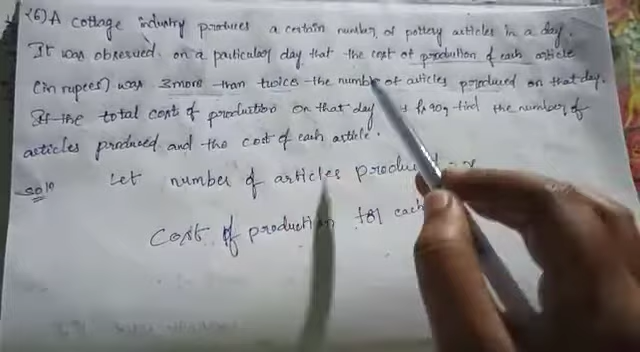 (6) A cottage industry produces a certain number of pottery articles in a day.
It was observed on a particular day that the cost of production of each article
(in rupees) was 3 more than twice the number of articles produced on that day.
If the total cost of production on that day is Rs 90, find the number of
articles produced and the cost of each article.
Soln Let number of articles produced = x
Cost of production for each